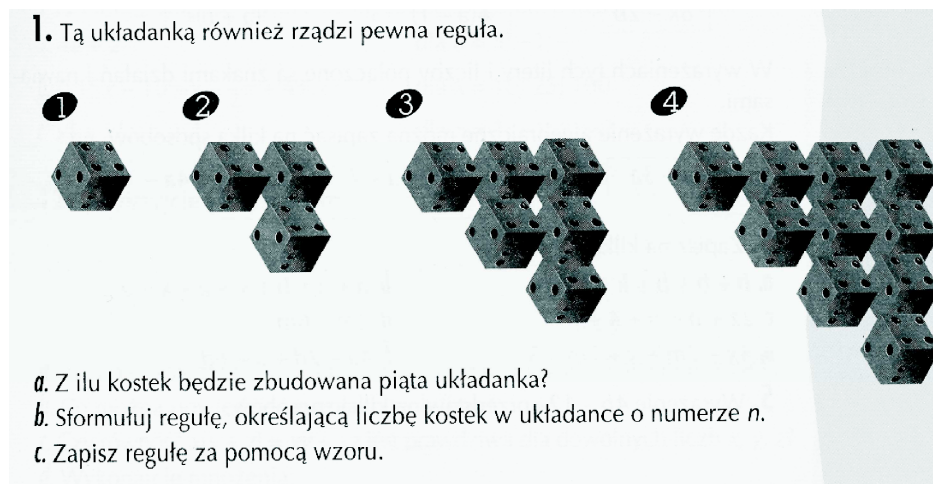 1. Tą układanką również rządzi pewna reguła.
1 2 3 4
a. Z ilu kostek będzie zbudowana piąta układanka?
b. Sformułuj regułę, określającą liczbę kostek w układance o numerze n.
c. Zapisz regułę za pomocą wzoru.